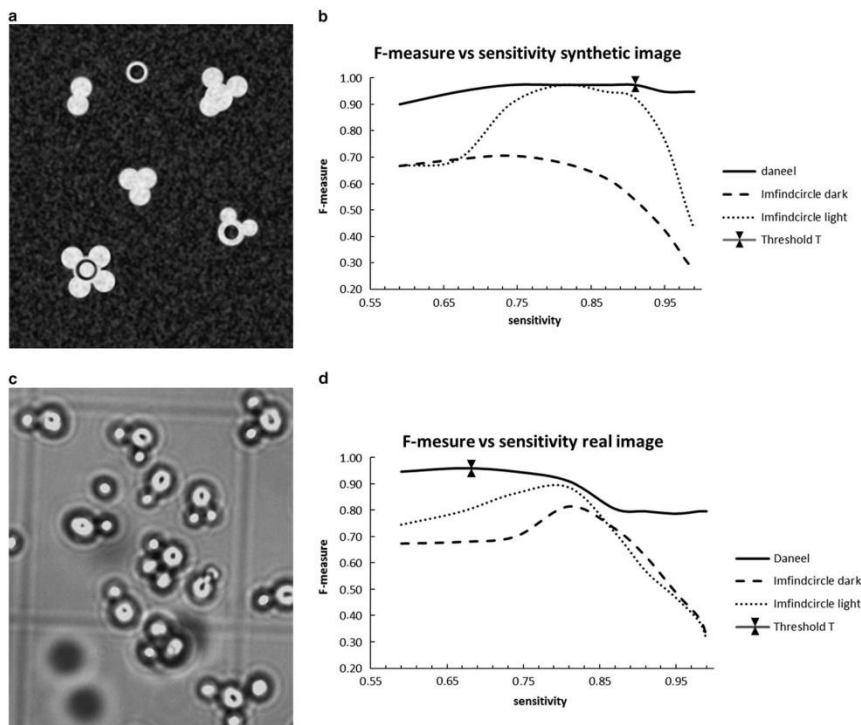 a
b
F-measure vs sensitivity synthetic image
1.00
0.90
0.80
0.70
0.60
0.50
0.40
0.30
0.20
F-measure
0.55
0.65
0.75
0.85
0.95
sensitivity
daneel
Imfindcircle dark
Imfindcircle light
Threshold T
c
d
F-mesure vs sensitivity real image
1.00
0.90
0.80
0.70
0.60
0.50
0.40
0.30
0.20
F-measure
0.55
0.65
0.75
0.85
0.95
sensitivity
Daneel
Imfindcircle dark
Imfindcircle light
Threshold T